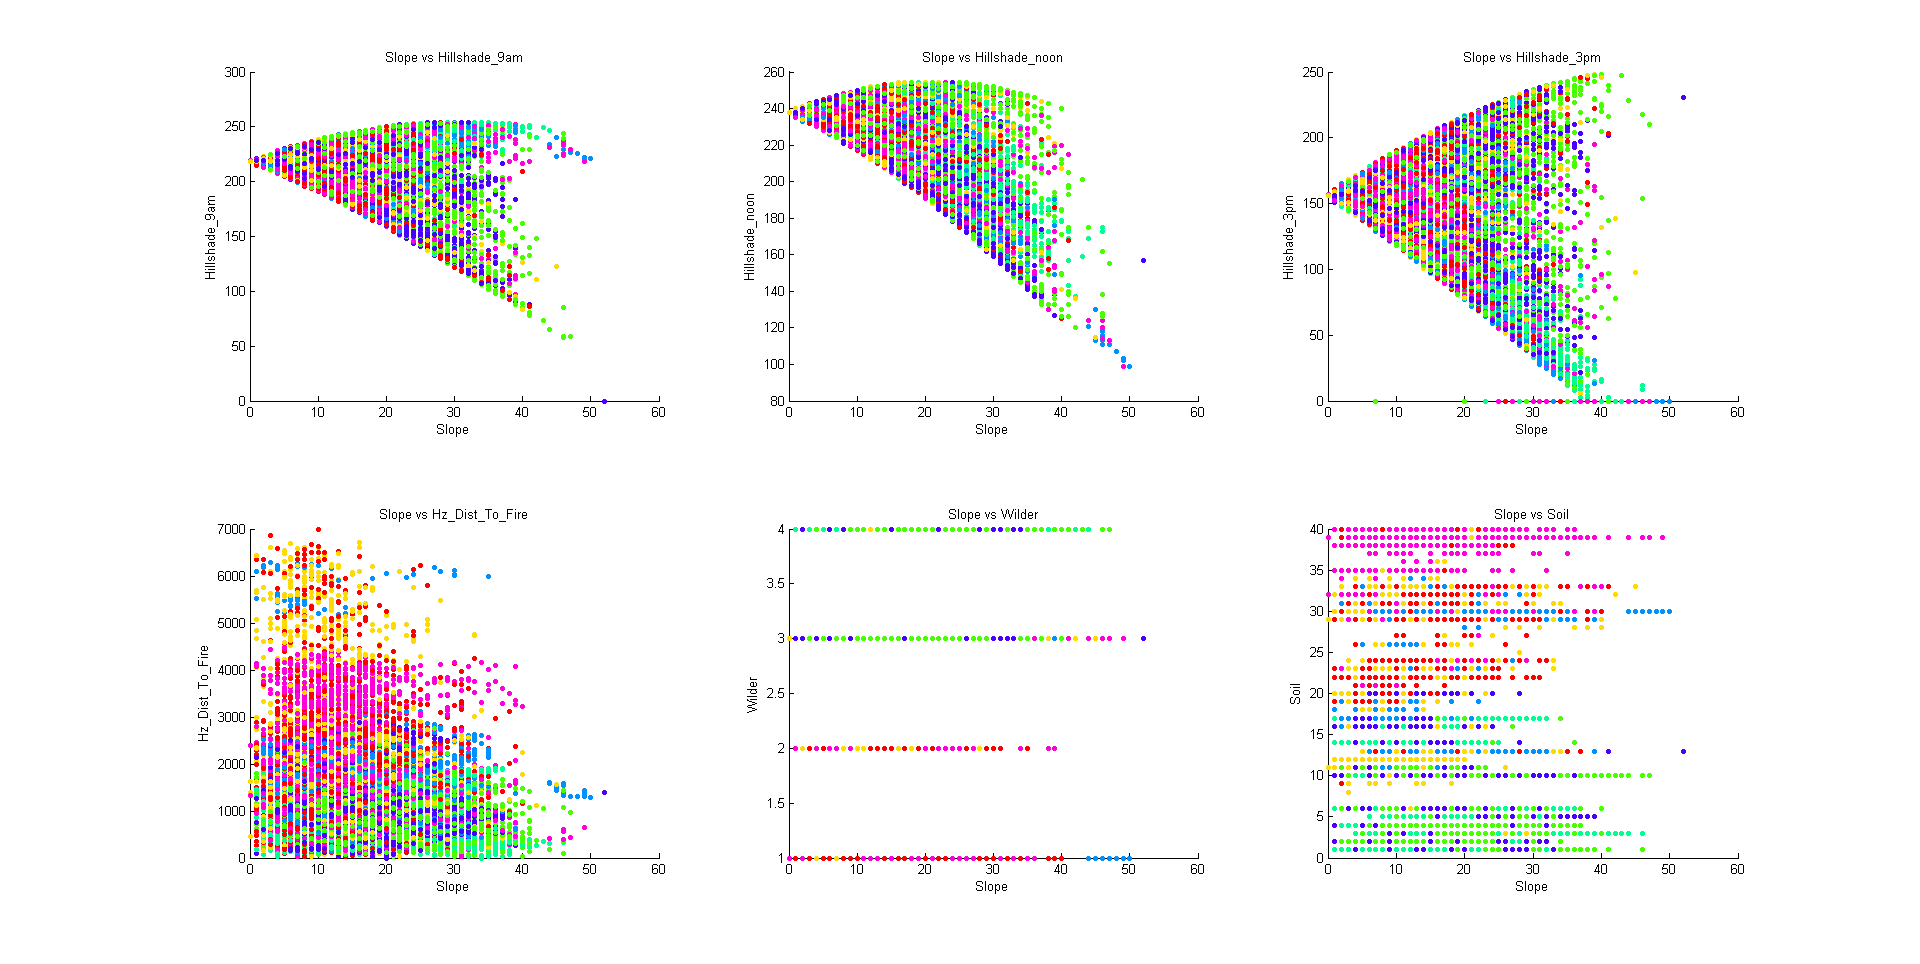 Slope vs Hillshade_9am
300
250
200
150
100
50
0
Hillshade_9am
0 10 20 30 40 50 60
Slope
Slope vs Hillshade_noon
260
240
220
200
180
160
140
120
100
80
Hillshade_noon
0 10 20 30 40 50 60
Slope
Slope vs Hillshade_3pm
250
200
150
100
50
0
Hillshade_3pm
0 10 20 30 40 50 60
Slope
Slope vs Hz_Dist_To_Fire
7000
6000
5000
4000
3000
2000
1000
0
Hz_Dist_To_Fire
0 10 20 30 40 50 60
Slope
Slope vs Wilder
4
3.5
3
2.5
2
1.5
1
Wilder
0 10 20 30 40 50 60
Slope
Slope vs Soil
40
35
30
25
20
15
10
5
0
Soil
0 10 20 30 40 50 60
Slope